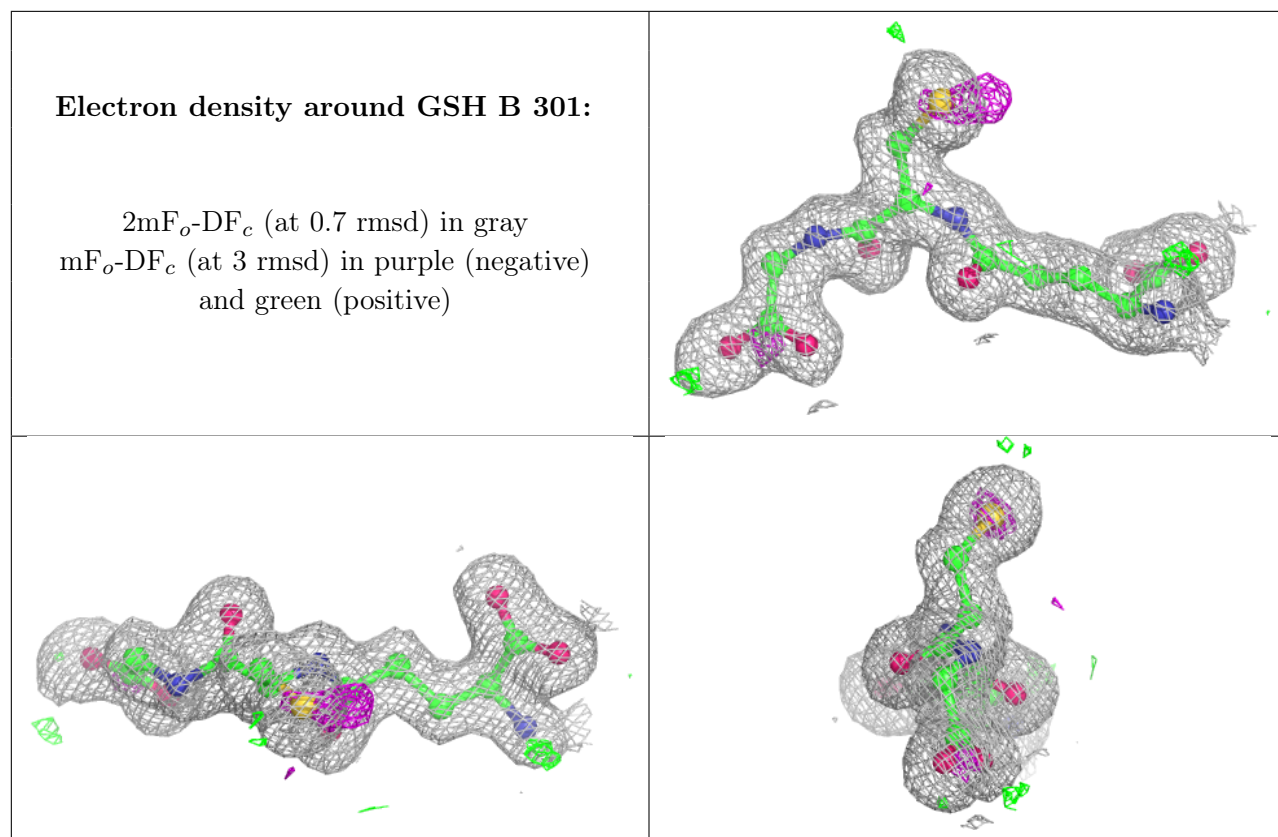 Electron density around GSH B 301:
2mFo-DFc (at 0.7 rmsd) in gray
mFo-DFc (at 3 rmsd) in purple (negative)
and green (positive)